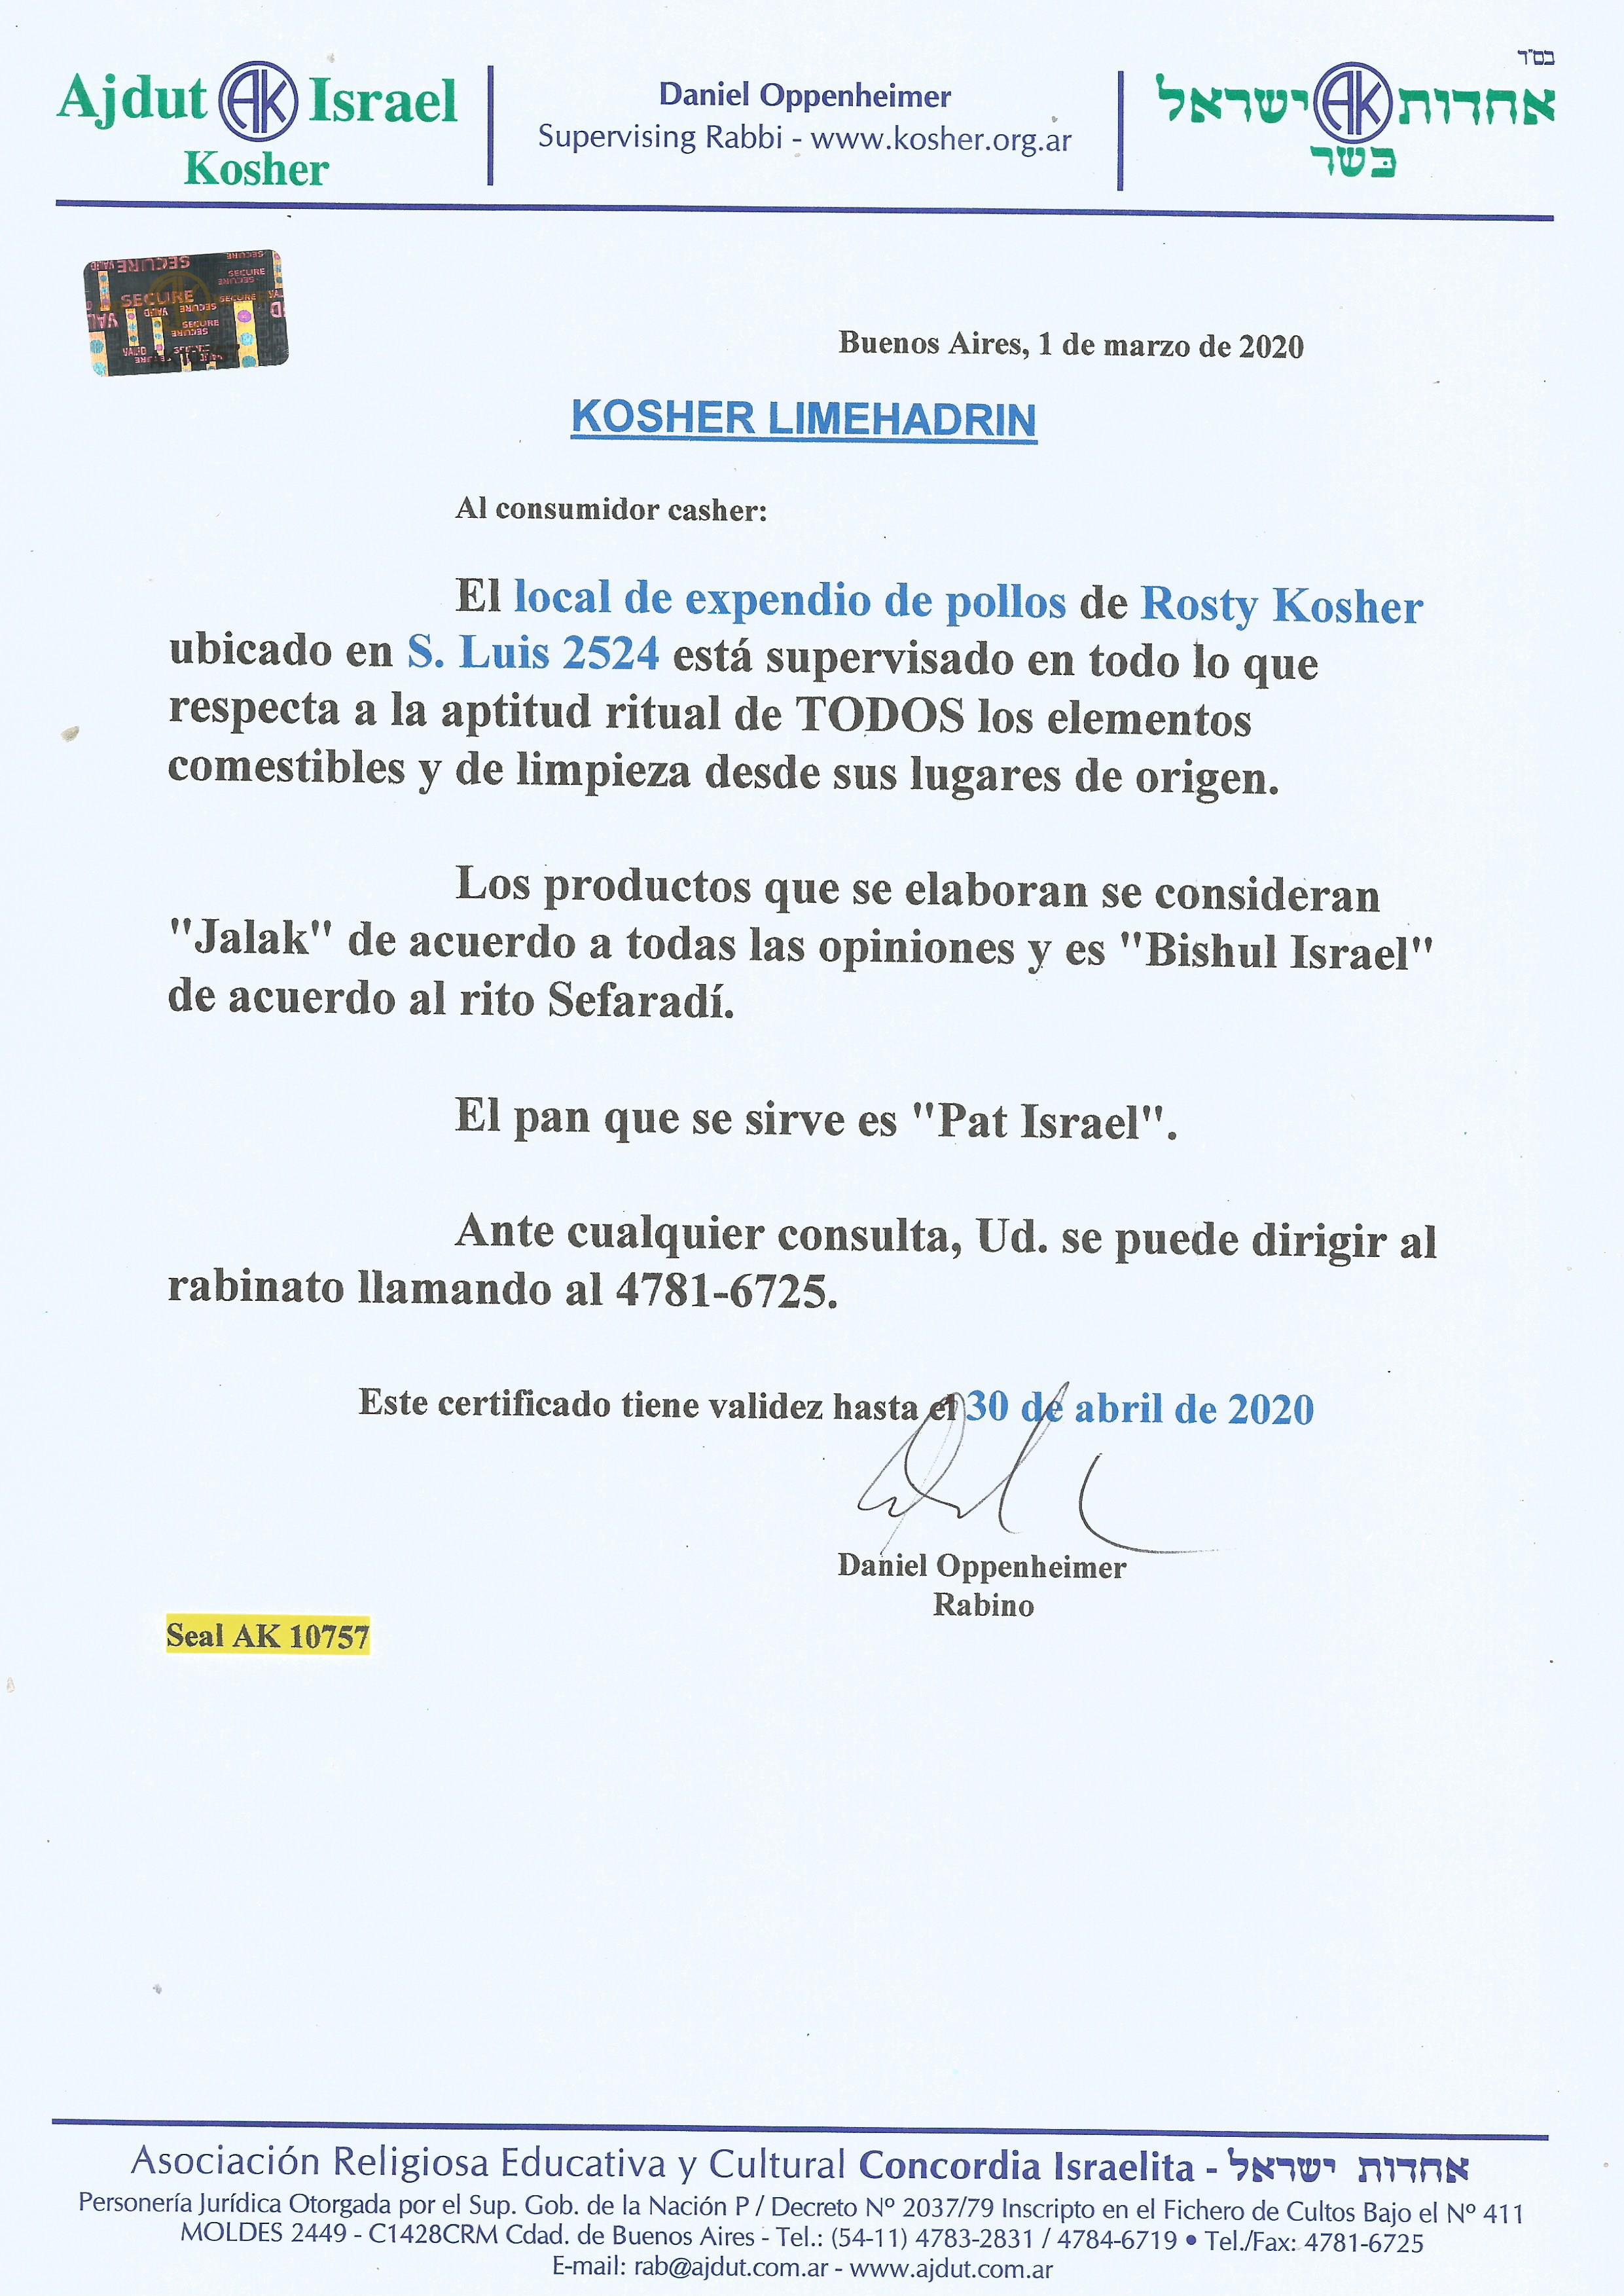 בס"ד
Ajdut AK Israel
Kosher
Daniel Oppenheimer
Supervising Rabbi - www.kosher.org.ar
אחדות AK ישראל
כשר
SECURE
VALID
Buenos Aires, 1 de marzo de 2020
KOSHER LIMEHADRIN
Al consumidor casher:
El local de expendio de pollos de Rosty Kosher
ubicado en S. Luis 2524 está supervisado en todo lo que
respecta a la aptitud ritual de TODOS los elementos
comestibles y de limpieza desde sus lugares de origen.
Los productos que se elaboran se consideran
"Jalak" de acuerdo a todas las opiniones y es "Bishul Israel"
de acuerdo al rito Sefaradí.
El pan que se sirve es "Pat Israel".
Ante cualquier consulta, Ud. se puede dirigir al
rabinato llamando al 4781-6725.
Este certificado tiene validez hasta el 30 de abril de 2020
Daniel Oppenheimer
Rabino
Seal AK 10757
Asociación Religiosa Educativa y Cultural Concordia Israelita - אחדות ישראל
Personería Jurídica Otorgada por el Sup. Gob. de la Nación P / Decreto Nº 2037/79 Inscripto en el Fichero de Cultos Bajo el Nº 411
MOLDES 2449 - C1428CRM Cdad. de Buenos Aires - Tel.: (54-11) 4783-2831 / 4784-6719 • Tel./Fax: 4781-6725
E-mail: rab@ajdut.com.ar - www.ajdut.com.ar